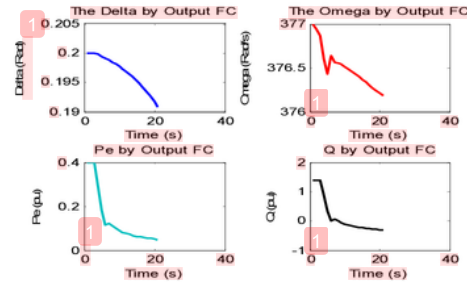 The Delta by Output FC
The Omega by Output FC
0.205
0.2
0.195
0.19
Delta (Rad)
0 20 40
Time (s)
377
376.5
376
Omega (Rad/s)
0 20 40
Time (s)
Pe by Output FC
Q by Output FC
0.4
0.2
0
Pe (pu)
0 20 40
Time (s)
2
1
0
-1
Q (pu)
0 20 40
Time (s)
1
1
1
1